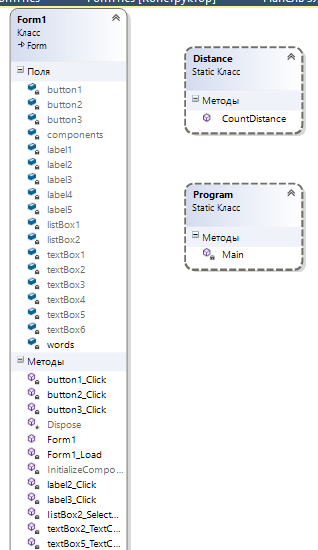 [Конструктор]
Form1
Класс
Form
Поля
button1
button2
button3
components
label1
label2
label3
label4
label5
listBox1
listBox2
textBox1
textBox2
textBox3
textBox4
textBox5
textBox6
words
Методы
button1_Click
button2_Click
button3_Click
Dispose
Form1
Form1_Load
InitializeCompo...
label2_Click
label3_Click
listBox2_Select...
textBox2_TextC...
textBox5_TextC...
Distance
Static Класс
Методы
CountDistance
Program
Static Класс
Методы
Main